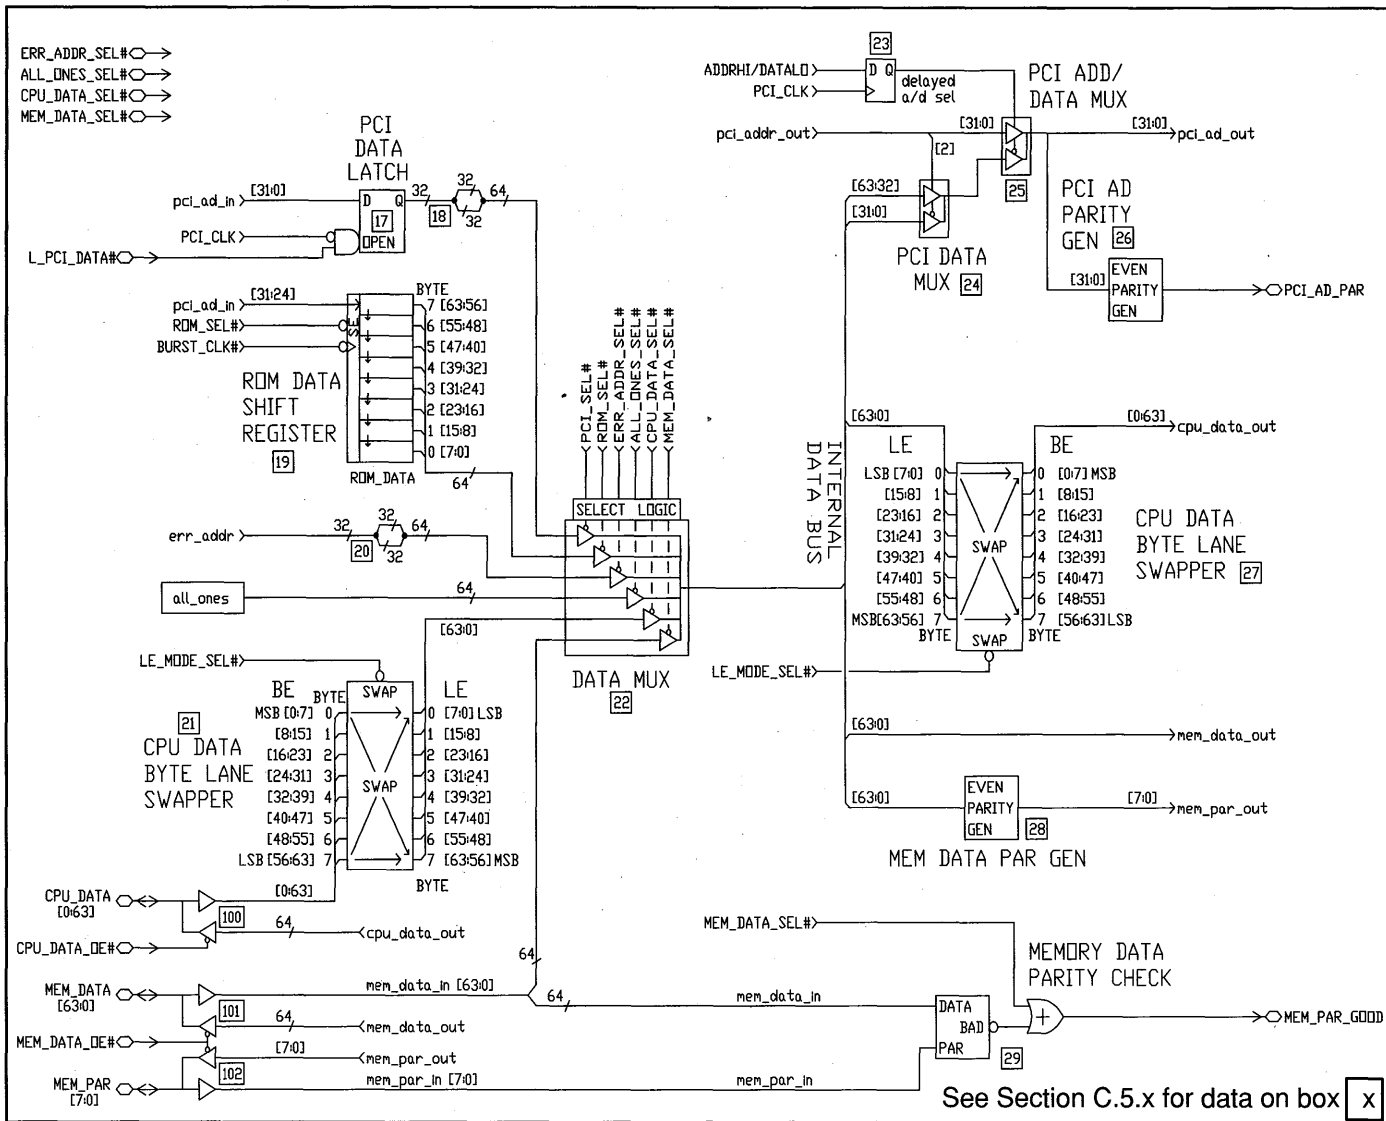 ERR_ADDR_SEL#
ALL_ONES_SEL#
CPU_DATA_SEL#
MEM_DATA_SEL#
PCI
DATA
LATCH
pci_ad_in
[31:0]
D Q
17
OPEN
32
18
32
32
64
PCI_CLK
L_PCI_DATA#
pci_ad_in
[31:24]
ROM_SEL#
BURST_CLK#
SE
BYTE
7 [63:56]
6 [55:48]
5 [47:40]
4 [39:32]
3 [31:24]
2 [23:16]
1 [15:8]
0 [7:0]
ROM DATA
SHIFT
REGISTER
19
ROM_DATA
64
err_addr
32
20
32
32
64
all_ones
64
[63:0]
LE_MODE_SEL#
BE
BYTE
SWAP
LE
21
CPU DATA
BYTE LANE
SWAPPER
MSB [0:7] 0
[8:15] 1
[16:23] 2
[24:31] 3
[32:39] 4
[40:47] 5
[48:55] 6
LSB [56:63] 7
SWAP
0 [7:0] LSB
1 [15:8]
2 [23:16]
3 [31:24]
4 [39:32]
5 [47:40]
6 [55:48]
7 [63:56] MSB
BYTE
CPU_DATA
[0:63]
[0:63]
100
64
cpu_data_out
CPU_DATA_OE#
MEM_DATA
[63:0]
mem_data_in [63:0]
101
64
mem_data_out
MEM_DATA_OE#
[7:0]
mem_par_out
102
MEM_PAR
[7:0]
mem_par_in [7:0]
PCI_SEL#
ROM_SEL#
ERR_ADDR_SEL#
ALL_ONES_SEL#
CPU_DATA_SEL#
MEM_DATA_SEL#
SELECT LOGIC
DATA MUX
22
64
64
mem_data_in
mem_par_in
23
ADDRHI/DATALO
PCI_CLK
D Q
delayed
a/d sel
PCI ADD/
DATA MUX
pci_addr_out
[31:0]
[2]
[31:0]
pci_ad_out
25
[63:32]
[31:0]
PCI DATA
MUX 24
PCI AD
PARITY
GEN 26
[31:0]
EVEN
PARITY
GEN
PCI_AD_PAR
INTERNAL
DATA BUS
[63:0]
[0:63]
cpu_data_out
LE
BE
LSB [7:0] 0
[15:8] 1
[23:16] 2
[31:24] 3
[39:32] 4
[47:40] 5
[55:48] 6
MSB[63:56] 7
BYTE
SWAP
SWAP
0 [0:7] MSB
1 [8:15]
2 [16:23]
3 [24:31]
4 [32:39]
5 [40:47]
6 [48:55]
7 [56:63] LSB
BYTE
CPU DATA
BYTE LANE
SWAPPER 27
LE_MODE_SEL#
[63:0]
mem_data_out
[63:0]
EVEN
PARITY
GEN
28
[7:0]
mem_par_out
MEM DATA PAR GEN
MEM_DATA_SEL#
MEMORY DATA
PARITY CHECK
DATA
BAD
PAR
+
29
MEM_PAR_GOOD
See Section C.5.x for data on box x